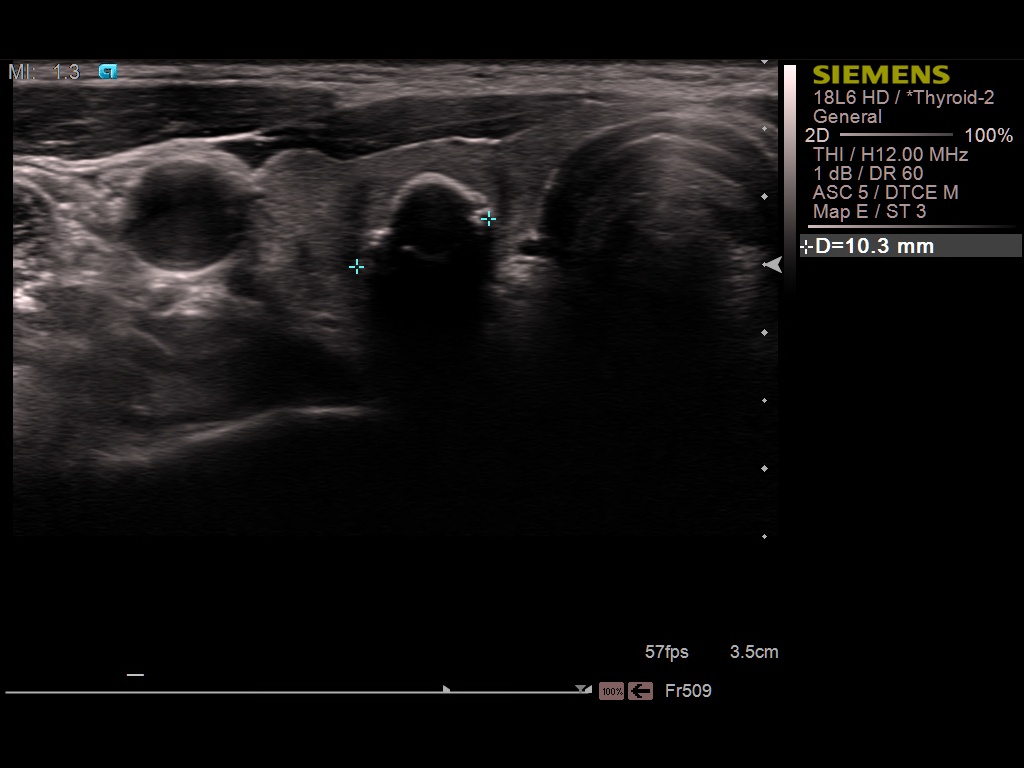 MI: 1.3
SIEMENS
18L6 HD / *Thyroid-2
General
2D 100%
THI / H12.00 MHz
1 dB / DR 60
ASC 5 / DTCE M
Map E / ST 3
D=10.3 mm
57fps 3.5cm
100% Fr509